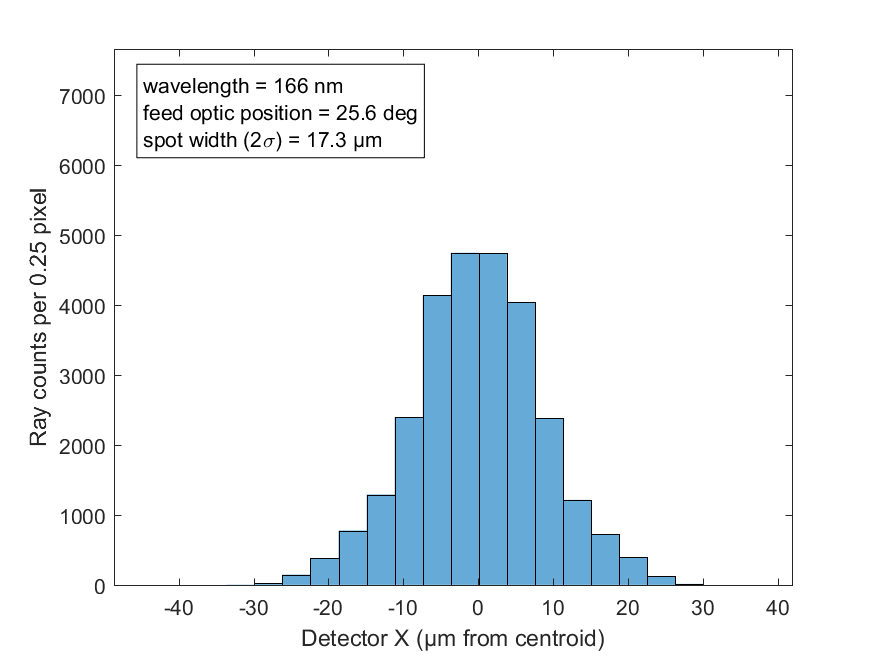 wavelength = 166 nm
feed optic position = 25.6 deg
spot width (2σ) = 17.3 µm
7000
6000
5000
4000
3000
2000
1000
0
Ray counts per 0.25 pixel
-40 -30 -20 -10 0 10 20 30 40
Detector X (µm from centroid)